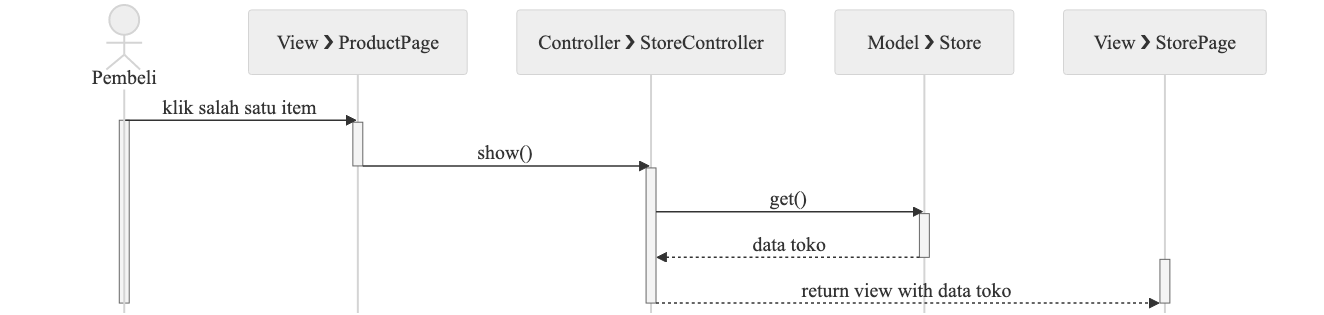 View ❯ ProductPage
Controller ❯ StoreController
Model ❯ Store
View ❯ StorePage
Pembeli
klik salah satu item
show()
get()
data toko
return view with data toko